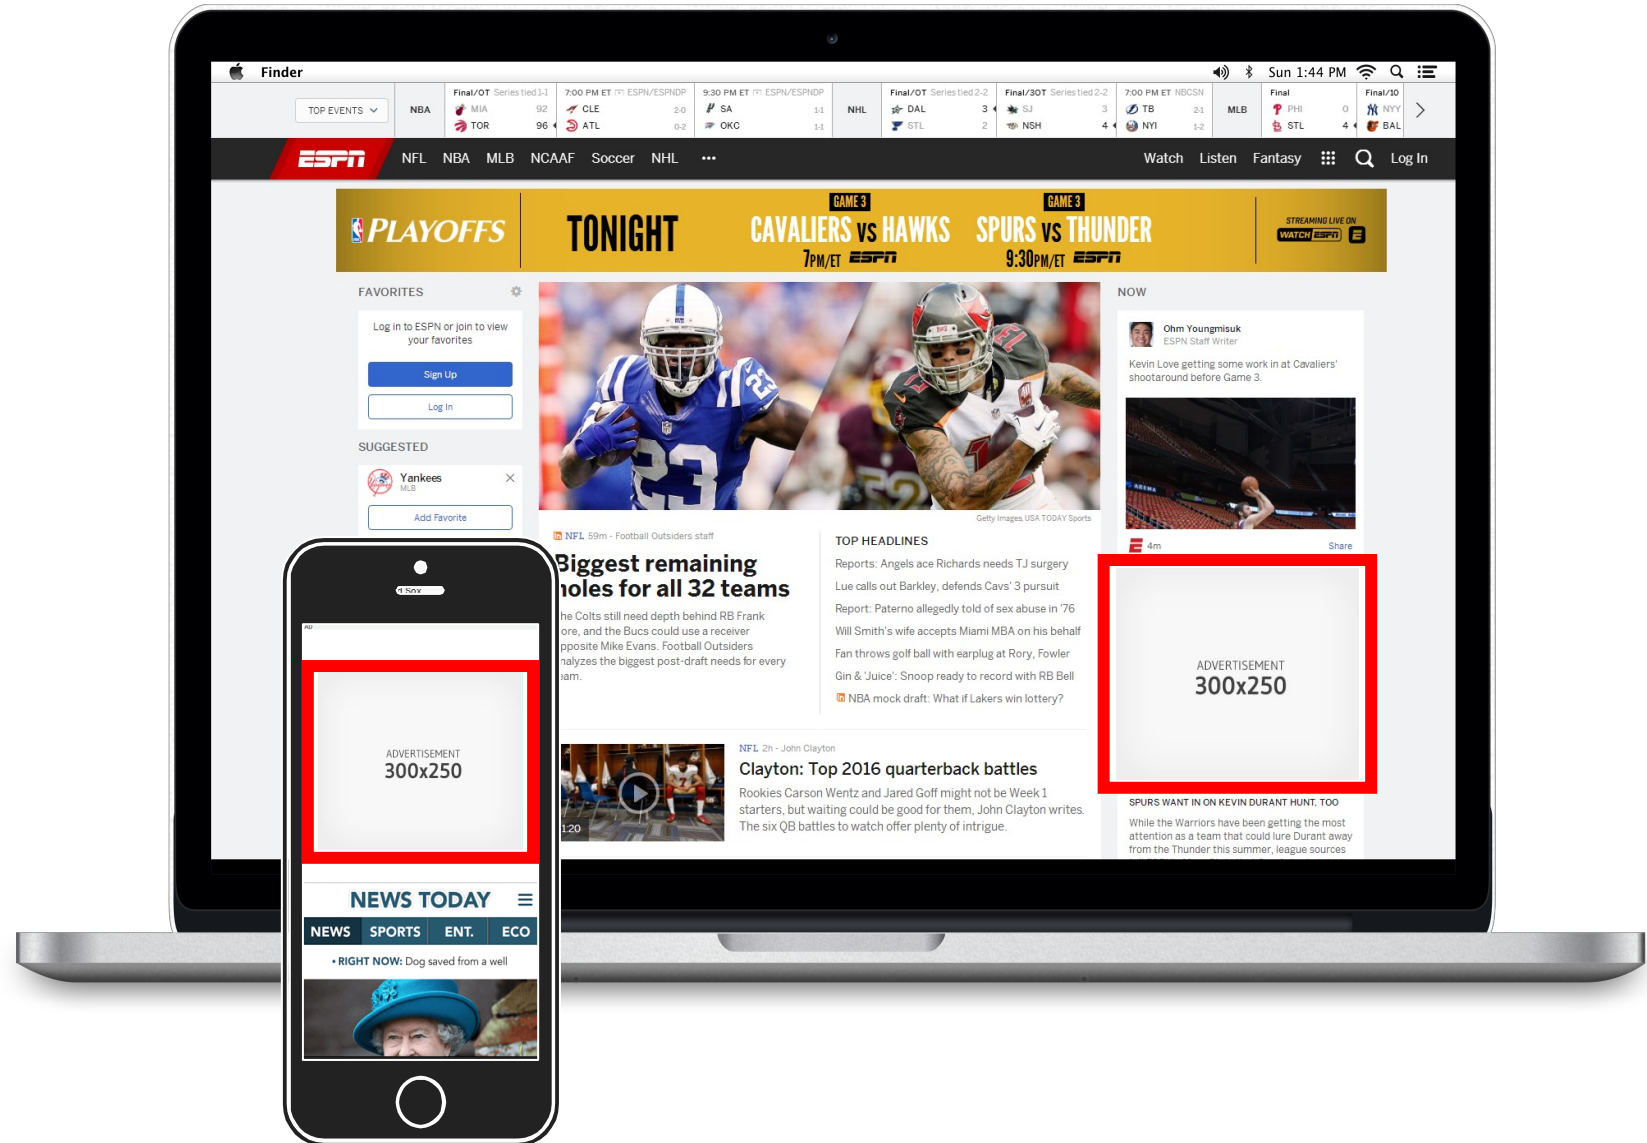 Finder
Sun 1:44 PM
TOP EVENTS
NBA
Final/OT Series tied 1-1
MIA 92
TOR 96
7:00 PM ET ESPN/ESPNDP
CLE 2-0
ATL 0-2
9:30 PM ET ESPN/ESPNDP
SA 1-1
OKC 1-1
NHL
Final/OT Series tied 2-2
DAL 3
STL 2
Final/3OT Series tied 2-2
SJ 3
NSH 4
7:00 PM ET NBCSN
TB 2-1
NYI 1-2
MLB
Final
PHI 0
STL 4
Final/10
NYY
BAL
ESPN NFL NBA MLB NCAAF Soccer NHL ••• Watch Listen Fantasy Log In
PLAYOFFS
TONIGHT
GAME 3
CAVALIERS VS HAWKS
7PM/ET ESPN
GAME 3
SPURS VS THUNDER
9:30PM/ET ESPN
STREAMING LIVE ON
WATCH ESPN
FAVORITES
Log in to ESPN or join to view
your favorites
Sign Up
Log In
SUGGESTED
Yankees
MLB
Add Favorite
23
Getty Images, USA TODAY Sports
NFL 59m - Football Outsiders staff
Biggest remaining
holes for all 32 teams
he Colts still need depth behind RB Frank
ore, and the Bucs could use a receiver
pposite Mike Evans. Football Outsiders
nalyzes the biggest post-draft needs for every
eam.
TOP HEADLINES
Reports: Angels ace Richards needs TJ surgery
Lue calls out Barkley, defends Cavs' 3 pursuit
Report: Paterno allegedly told of sex abuse in '76
Will Smith's wife accepts Miami MBA on his behalf
Fan throws golf ball with earplug at Rory, Fowler
Gin & 'Juice': Snoop ready to record with RB Bell
NBA mock draft: What if Lakers win lottery?
1:20
NFL 2h - John Clayton
Clayton: Top 2016 quarterback battles
Rookies Carson Wentz and Jared Goff might not be Week 1
starters, but waiting could be good for them, John Clayton writes.
The six QB battles to watch offer plenty of intrigue.
NOW
Ohm Youngmisuk
ESPN Staff Writer
Kevin Love getting some work in at Cavaliers'
shootaround before Game 3.
4m Share
ADVERTISEMENT
300x250
SPURS WANT IN ON KEVIN DURANT HUNT, TOO
While the Warriors have been getting the most
attention as a team that could lure Durant away
from the Thunder this summer, league sources
d Sox
AD
ADVERTISEMENT
300x250
NEWS TODAY
NEWS SPORTS ENT. ECO
• RIGHT NOW: Dog saved from a well